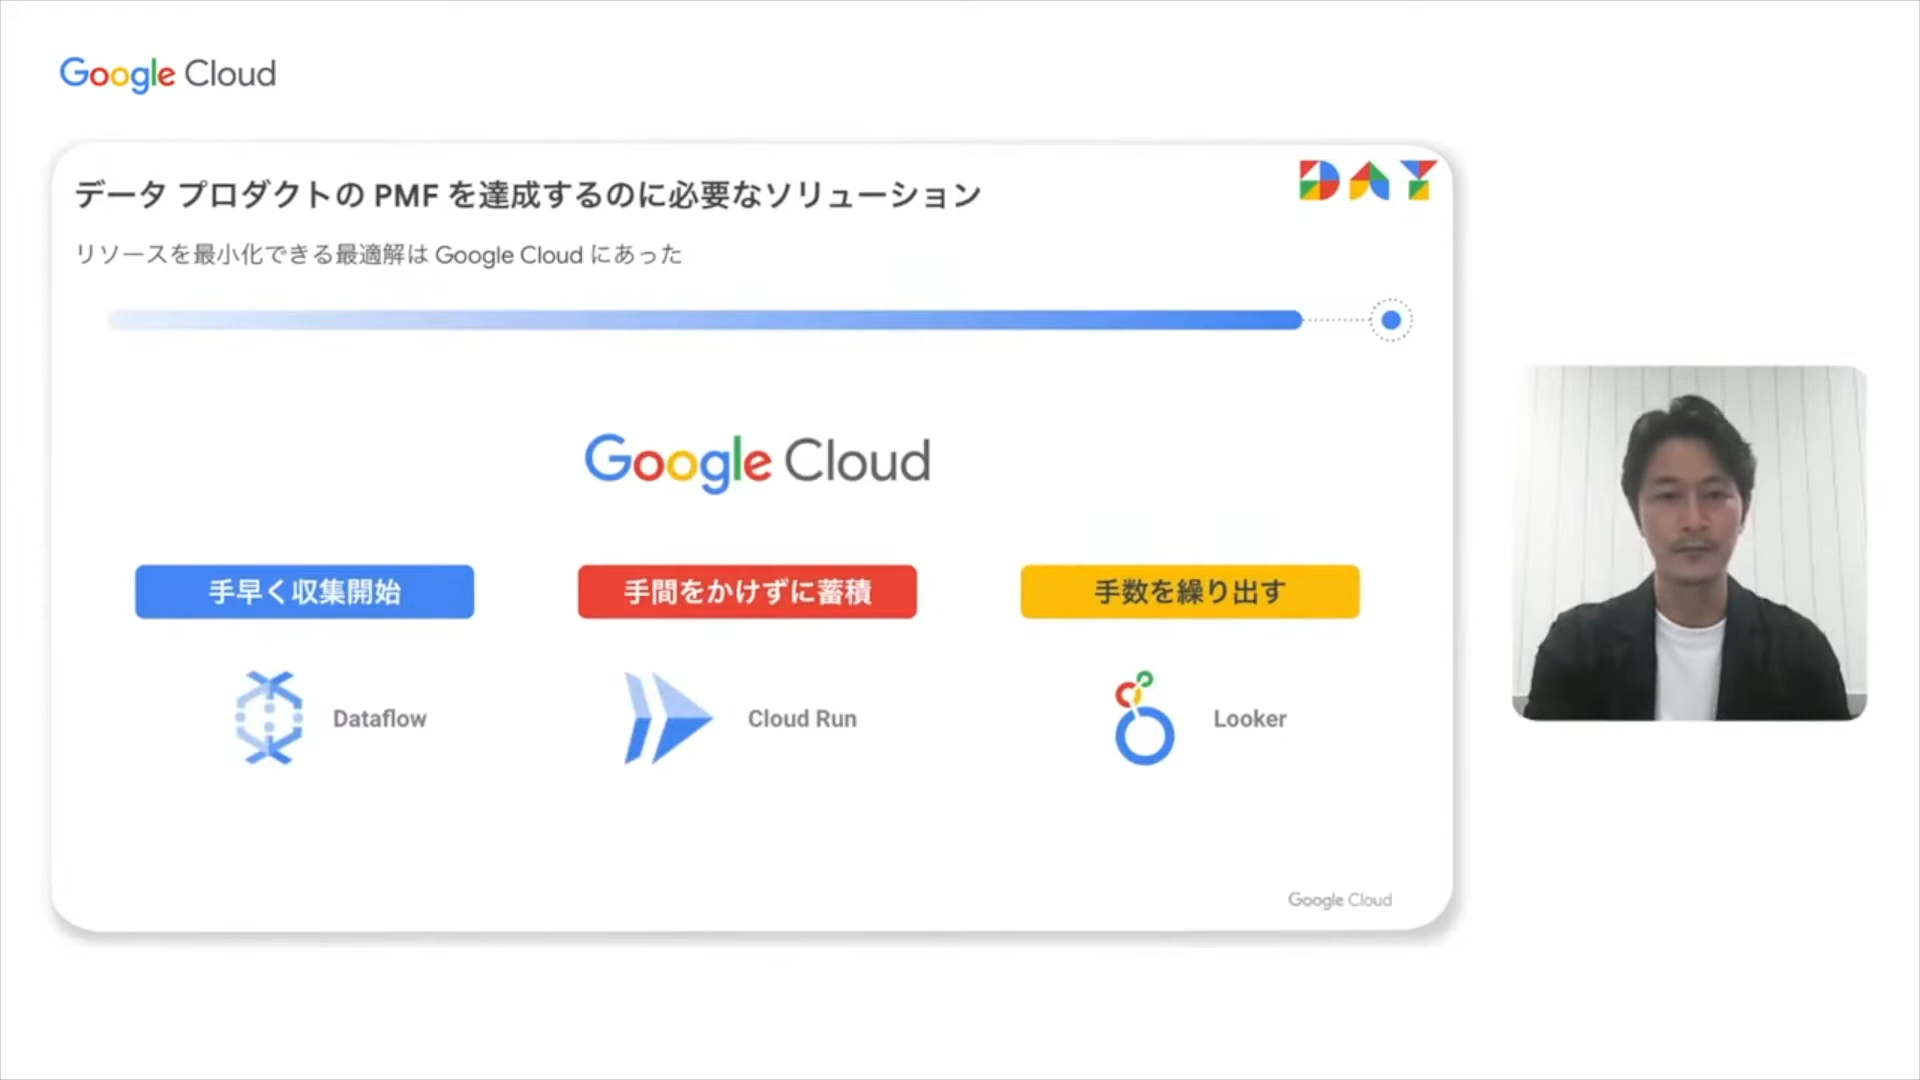 Google Cloud
データ プロダクトの PMF を達成するのに必要なソリューション
DAY
リソースを最小化できる最適解は Google Cloud にあった
Google Cloud
手早く収集開始
手間をかけずに蓄積
手数を繰り出す
Dataflow
Cloud Run
Looker
Google Cloud